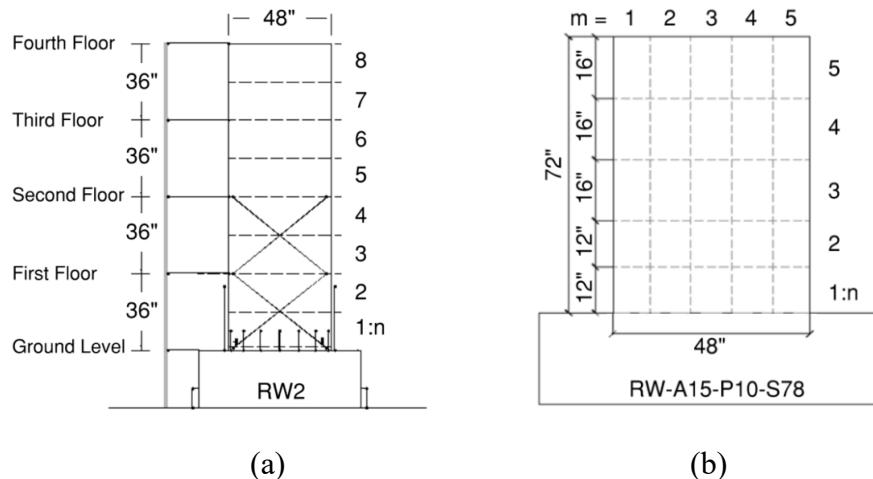 48"
Fourth Floor
8
36"
7
Third Floor
6
36"
5
Second Floor
4
36"
3
First Floor
2
36"
1:n
Ground Level
RW2
(a)
m = 1 2 3 4 5
16"
5
16"
4
72"
16"
3
12"
2
12"
1:n
48"
RW-A15-P10-S78
(b)